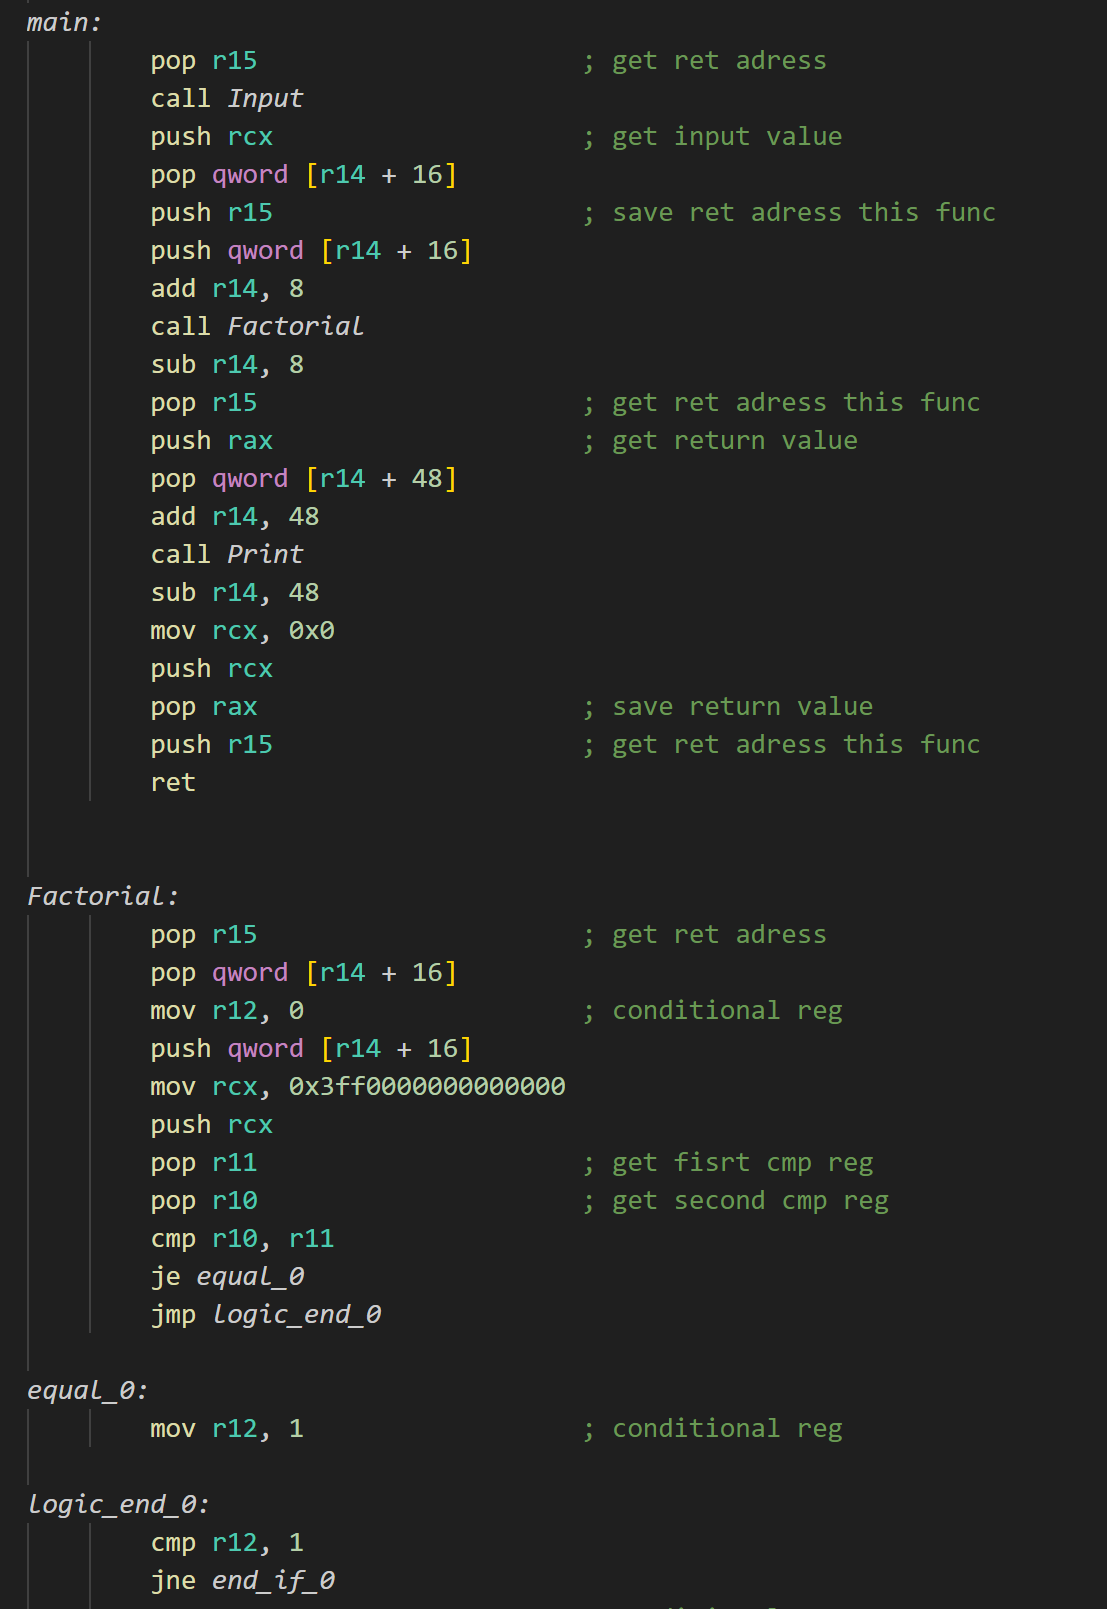 main:
pop r15 ; get ret adress
call Input
push rcx ; get input value
pop qword [r14 + 16]
push r15 ; save ret adress this func
push qword [r14 + 16]
add r14, 8
call Factorial
sub r14, 8
pop r15 ; get ret adress this func
push rax ; get return value
pop qword [r14 + 48]
add r14, 48
call Print
sub r14, 48
mov rcx, 0x0
push rcx
pop rax ; save return value
push r15 ; get ret adress this func
ret
Factorial:
pop r15 ; get ret adress
pop qword [r14 + 16]
mov r12, 0 ; conditional reg
push qword [r14 + 16]
mov rcx, 0x3ff0000000000000
push rcx
pop r11 ; get fisrt cmp reg
pop r10 ; get second cmp reg
cmp r10, r11
je equal_0
jmp logic_end_0
equal_0:
mov r12, 1 ; conditional reg
logic_end_0:
cmp r12, 1
jne end_if_0